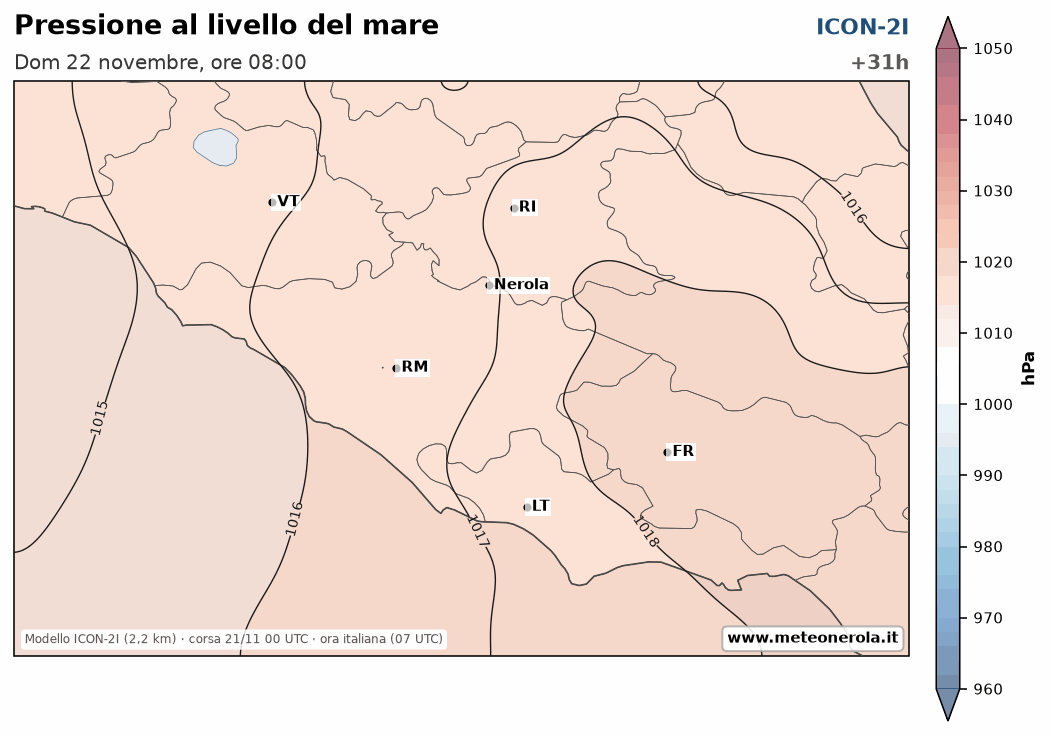 Pressione al livello del mare
ICON-2I
Dom 22 novembre, ore 08:00
+31h
1050
1040
1030
1020
1010
1000
990
980
970
960
hPa
VT
RI
1016
Nerola
RM
1015
FR
LT
1016
1017
1018
Modello ICON-2I (2,2 km) · corsa 21/11 00 UTC · ora italiana (07 UTC)
www.meteonerola.it